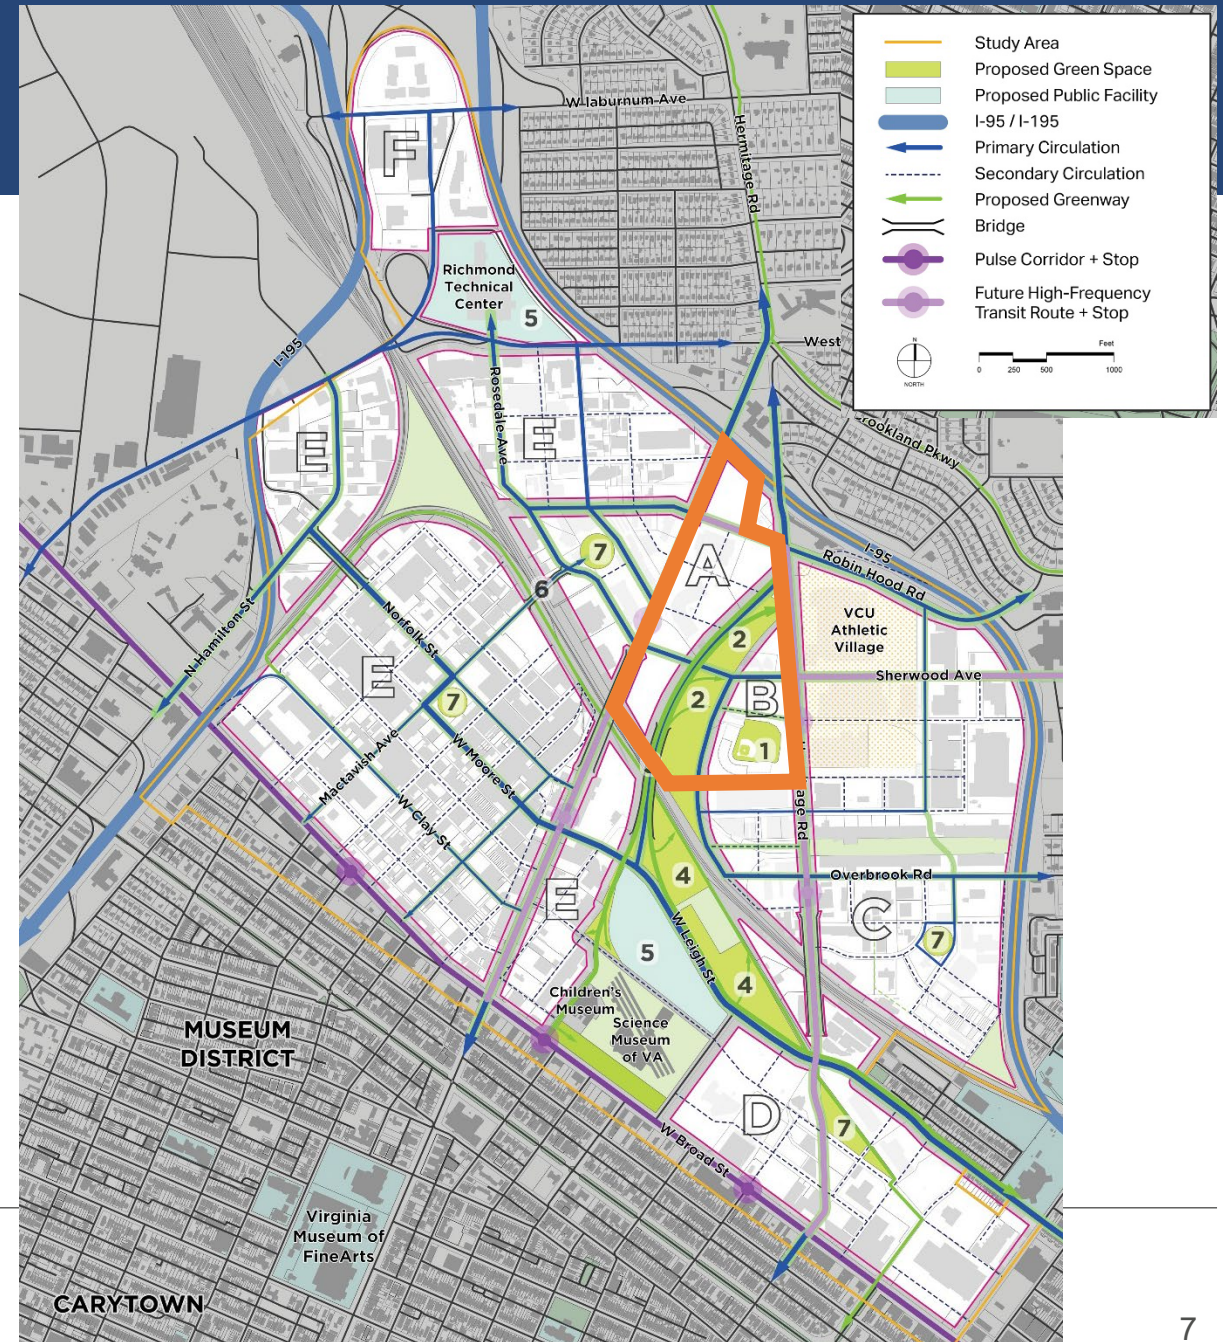 Study Area
Proposed Green Space
Proposed Public Facility
I-95 / I-195
Primary Circulation
Secondary Circulation
Proposed Greenway
Bridge
Pulse Corridor + Stop
Future High-Frequency
Transit Route + Stop
N
NORTH
Feet
0 250 500 1000
W laburnum Ave
Hermitage Rd
F
Richmond
Technical
Center
5
I-195
West
Rosedale Ave
E
E
rookland Pkwy
7
A
I-95
Robin Hood Rd
6
VCU
Athletic
Village
N Hamilton St
Norfolk St
2
Sherwood Ave
E
7
2
B
1
Mactavish Ave
W Moore St
W Clay St
age Rd
4
Overbrook Rd
E
C
7
5
W Leigh St
4
Children's
Museum
Science
Museum
of VA
MUSEUM
DISTRICT
D
7
W Broad St
Virginia
Museum of
FineArts
CARYTOWN
7